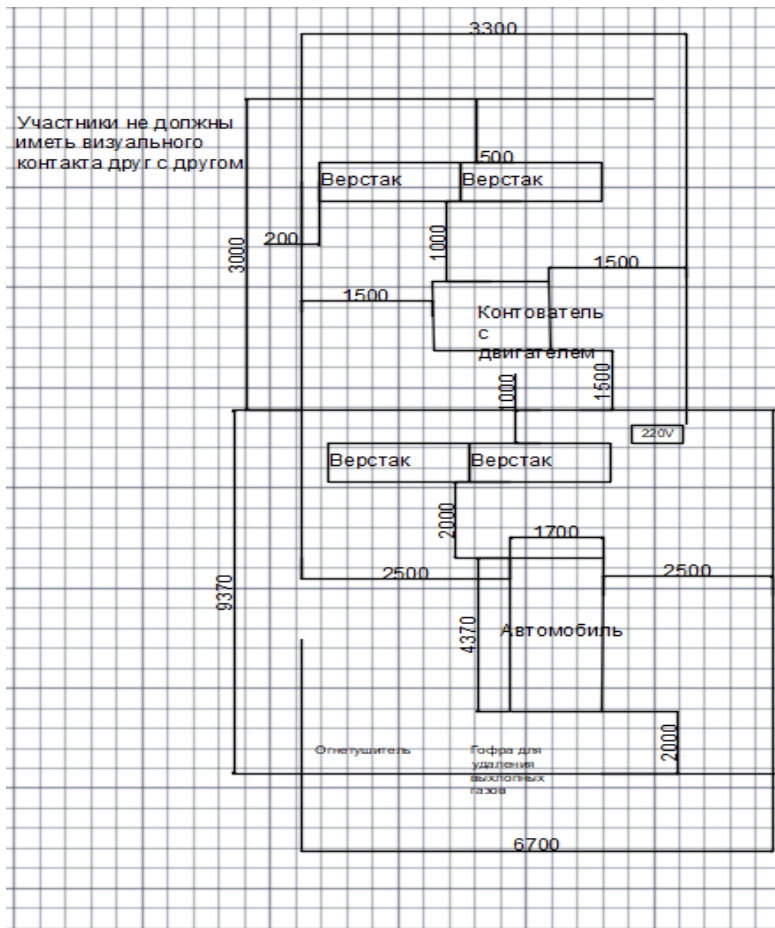 3300
Участники не должны
иметь визуального
контакта друг с другом
500
Верстак
Верстак
200
1000
3000
1500
1500
Контователь
с
двигателем
1000
1500
220V
Верстак
Верстак
2000
1700
2500
2500
9370
4370
Автомобиль
Огнетушитель
Гофра для
удаления
выхлопных
газов
2000
6700